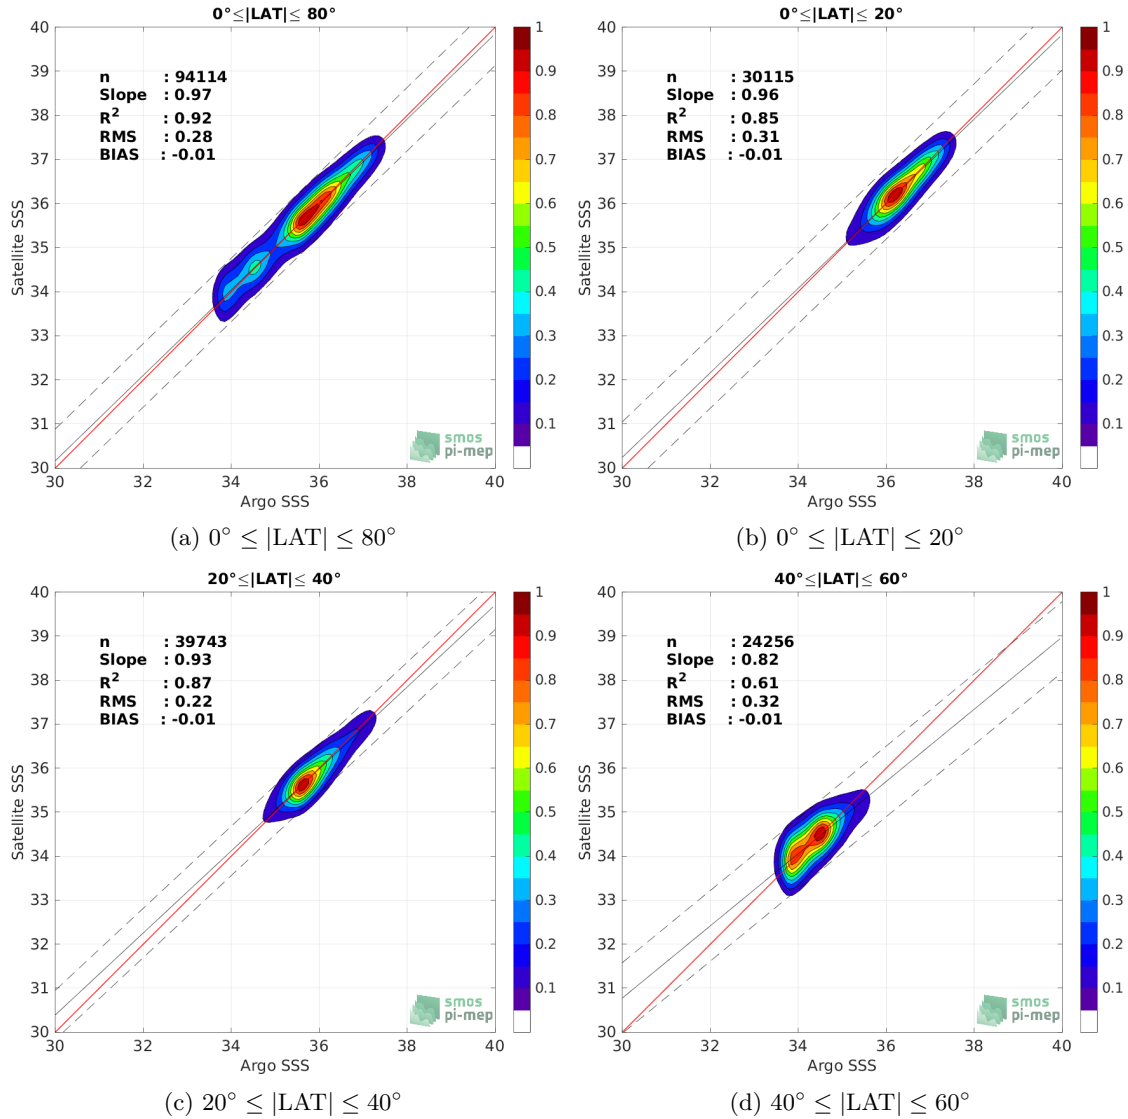 0°≤|LAT|≤ 80°
40
39
38
37
36
35
34
33
32
31
30
Satellite SSS
n : 94114
Slope : 0.97
R2 : 0.92
RMS : 0.28
BIAS : -0.01
30 32 34 36 38 40
Argo SSS
smos
pi-mep
1
0.9
0.8
0.7
0.6
0.5
0.4
0.3
0.2
0.1
(a) 0° ≤ |LAT| ≤ 80°
0°≤|LAT|≤ 20°
40
39
38
37
36
35
34
33
32
31
30
Satellite SSS
n : 30115
Slope : 0.96
R2 : 0.85
RMS : 0.31
BIAS : -0.01
30 32 34 36 38 40
Argo SSS
smos
pi-mep
1
0.9
0.8
0.7
0.6
0.5
0.4
0.3
0.2
0.1
(b) 0° ≤ |LAT| ≤ 20°
20°≤|LAT|≤ 40°
40
39
38
37
36
35
34
33
32
31
30
Satellite SSS
n : 39743
Slope : 0.93
R2 : 0.87
RMS : 0.22
BIAS : -0.01
30 32 34 36 38 40
Argo SSS
smos
pi-mep
1
0.9
0.8
0.7
0.6
0.5
0.4
0.3
0.2
0.1
(c) 20° ≤ |LAT| ≤ 40°
40°≤|LAT|≤ 60°
40
39
38
37
36
35
34
33
32
31
30
Satellite SSS
n : 24256
Slope : 0.82
R2 : 0.61
RMS : 0.32
BIAS : -0.01
30 32 34 36 38 40
Argo SSS
smos
pi-mep
1
0.9
0.8
0.7
0.6
0.5
0.4
0.3
0.2
0.1
(d) 40° ≤ |LAT| ≤ 60°